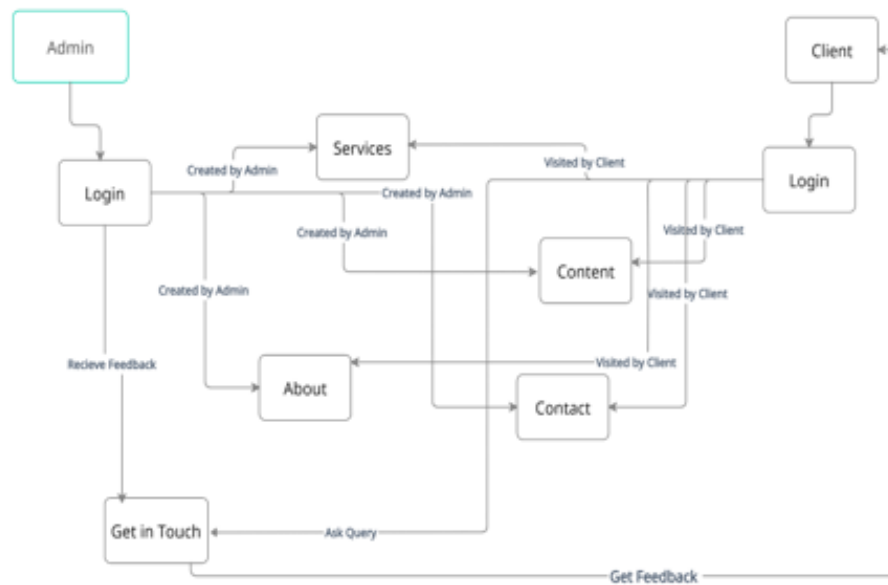 Admin
Client
Services
Visited by Client
Created by Admin
Login
Login
Created by Admin
Created by Admin
Visited by Client
Content
Created by Admin
Visited by Client
Recieve Feedback
Visited by Client
About
Contact
Get in Touch
Ask Query
Get Feedback